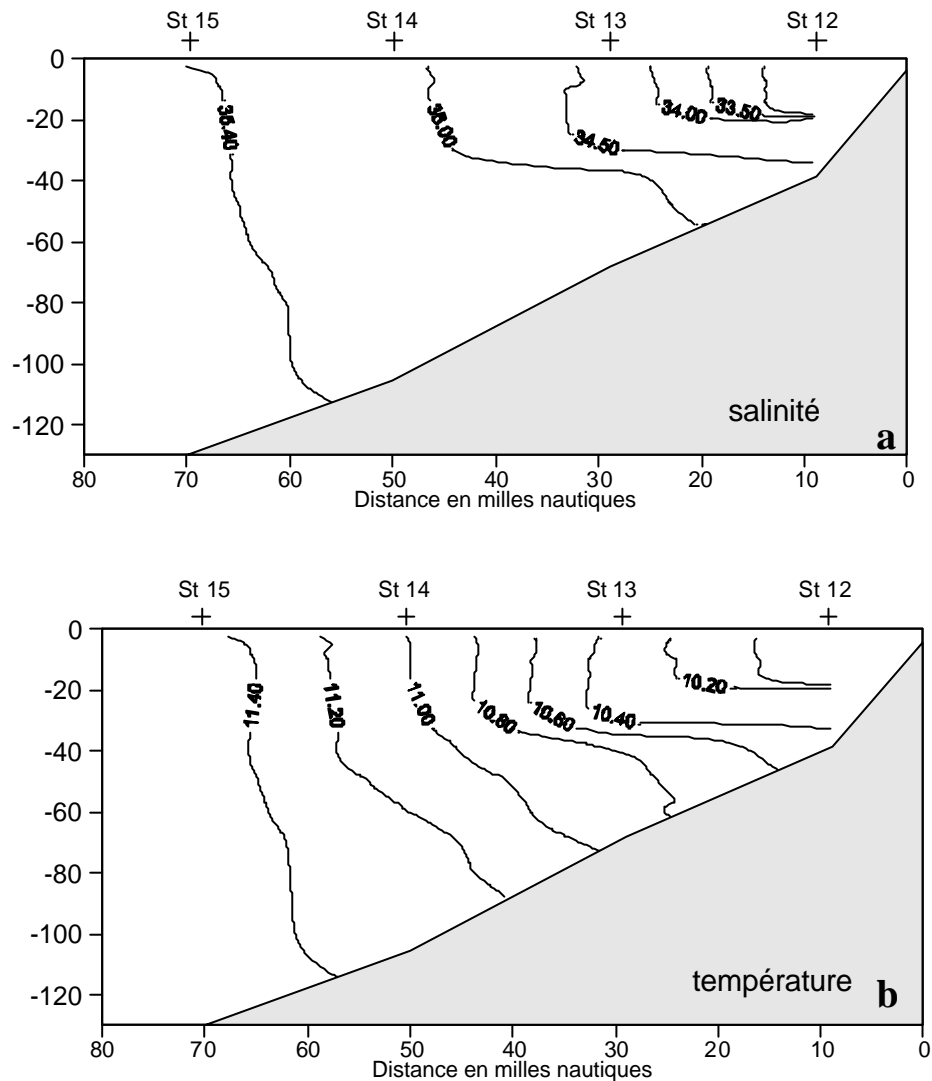 St 15 St 14 St 13 St 12
0
-20
-40
-60
-80
-100
-120
35.40
35.00
34.50
34.00
33.50
salinité
a
80 70 60 50 40 30 20 10 0
Distance en milles nautiques
St 15 St 14 St 13 St 12
0
-20
-40
-60
-80
-100
-120
11.40
11.20
11.00
10.80
10.60
10.40
10.20
température
b
80 70 60 50 40 30 20 10 0
Distance en milles nautiques